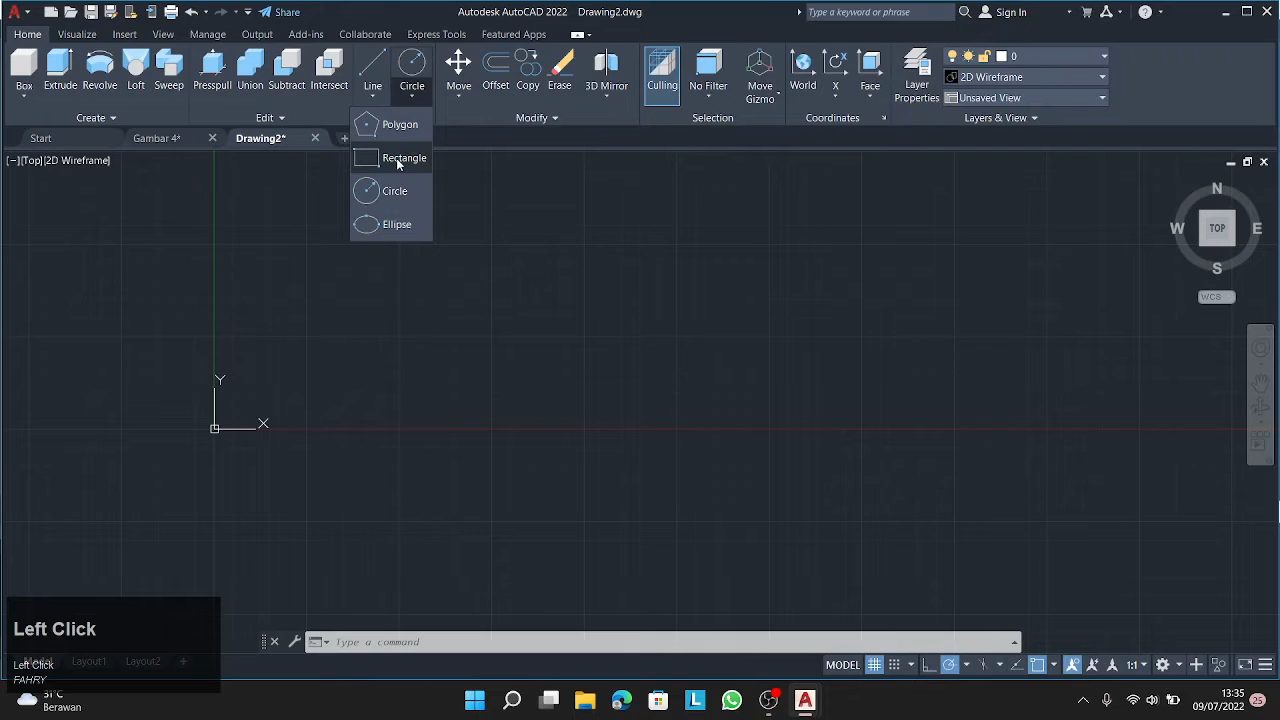 Share
Autodesk AutoCAD 2022 Drawing2.dwg
Type a keyword or phrase
Sign In
Home Visualize Insert View Manage Output Add-ins Collaborate Express Tools Featured Apps
Box Extrude Revolve Loft Sweep Presspull Union Subtract Intersect Line Circle Move Offset Copy Erase 3D Mirror Culling No Filter Move Gizmo World X Face Layer Properties
0
2D Wireframe
Unsaved View
Create Edit Modify Selection Coordinates Layers & View
Start Gambar 4* Drawing2*
Polygon
Rectangle
Circle
Ellipse
[−][Top][2D Wireframe]
N
W TOP E
S
WCS
Y
X
Left Click
Left Click
FAHRY
Type a command
Model Layout1 Layout2
MODEL 1:1
31°C
Berawan
13:35
09/07/2025
25